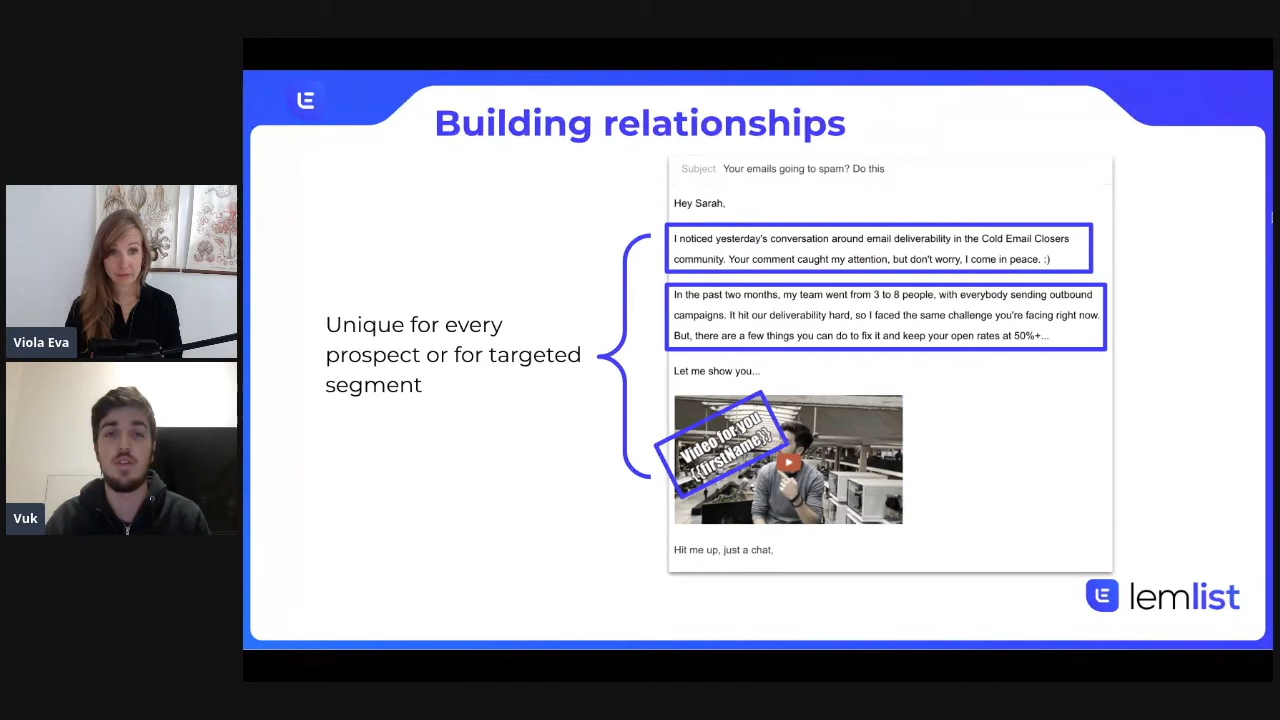 LE
Building relationships
Subject Your emails going to spam? Do this
Hey Sarah,
I noticed yesterday's conversation around email deliverability in the Cold Email Closers
community. Your comment caught my attention, but don't worry, I come in peace. :)
In the past two months, my team went from 3 to 8 people, with everybody sending outbound
campaigns. It hit our deliverability hard, so I faced the same challenge you're facing right now.
But, there are a few things you can do to fix it and keep your open rates at 50%+...
Let me show you...
Video for you
{{firstName}}
Hit me up, just a chat,
Unique for every
prospect or for targeted
segment
Viola Eva
Vuk
LE lemlist